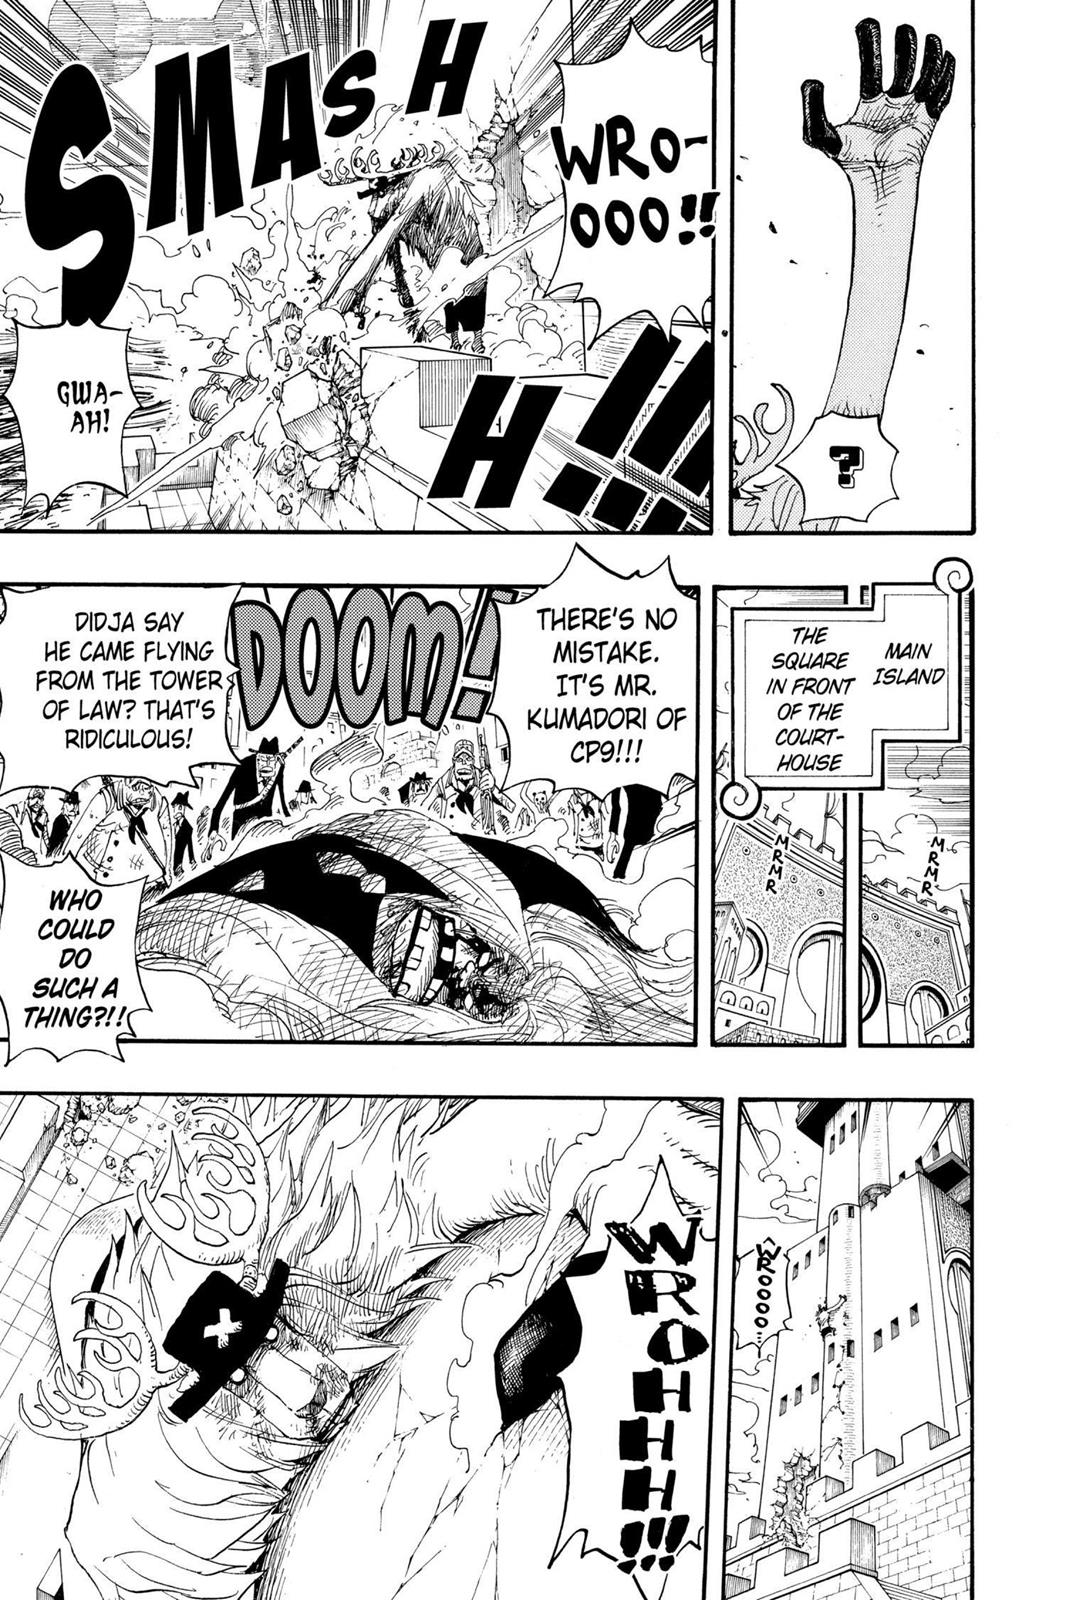 ?
WRO-
OOO!!
SMASH
H!!!!
GWA-
AH!
MAIN
ISLAND
THE
SQUARE
IN FRONT
OF THE
COURT-
HOUSE
MRMR
MRMR
THERE'S NO
MISTAKE.
IT'S MR.
KUMADORI OF
CP9!!!
DOOM!
DIDJA SAY
HE CAME FLYING
FROM THE TOWER
OF LAW? THAT'S
RIDICULOUS!
WHO
COULD
DO
SUCH A
THING?!!
WROOOO...
WROHHH!!!